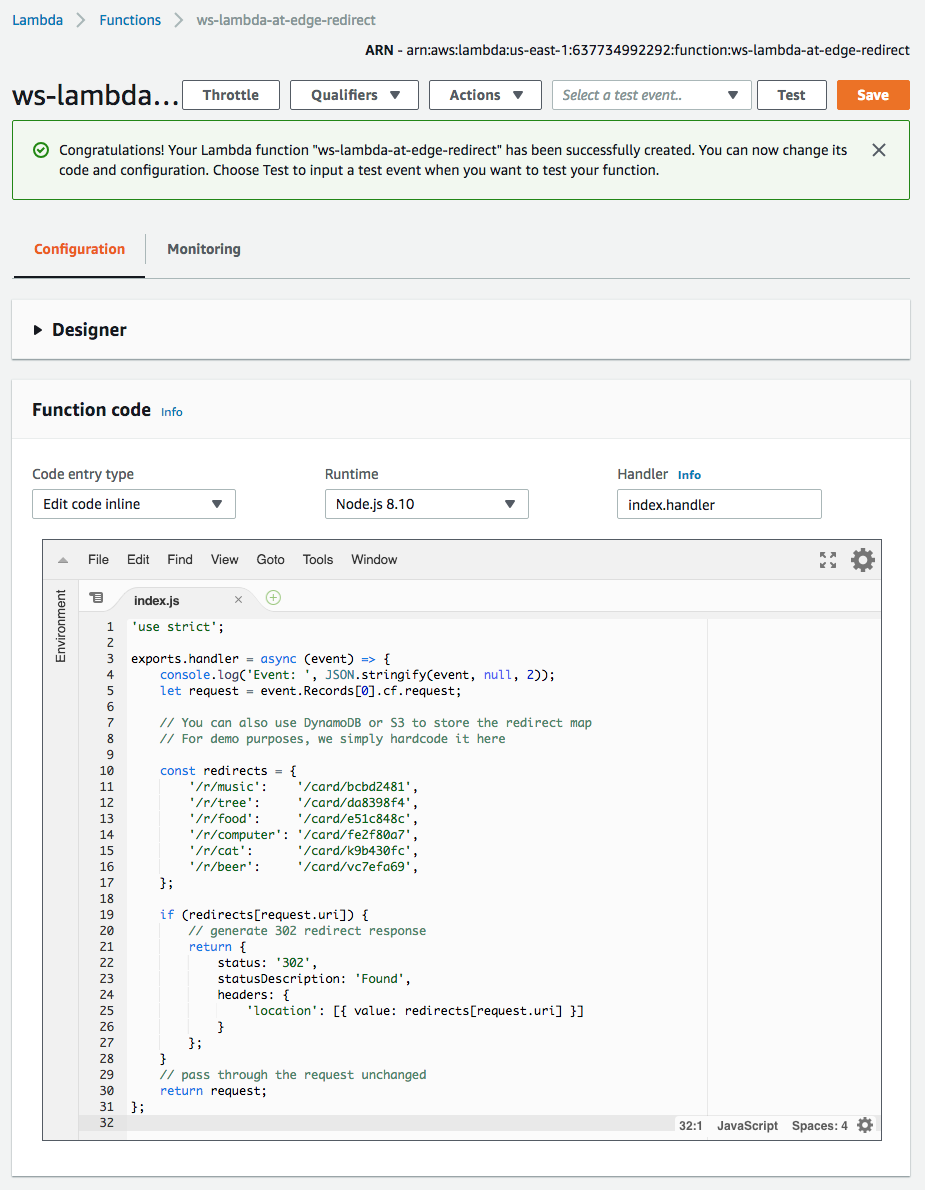 Lambda > Functions > ws-lambda-at-edge-redirect
ARN - arn:aws:lambda:us-east-1:637734992292:function:ws-lambda-at-edge-redirect
ws-lambda... Throttle Qualifiers Actions Select a test event.. Test Save
Congratulations! Your Lambda function "ws-lambda-at-edge-redirect" has been successfully created. You can now change its
code and configuration. Choose Test to input a test event when you want to test your function.
Configuration Monitoring
Designer
Function code Info
Code entry type Runtime Handler Info
Edit code inline Node.js 8.10 index.handler
File Edit Find View Goto Tools Window
Environment
index.js
1 'use strict';
2
3 exports.handler = async (event) => {
4     console.log('Event: ', JSON.stringify(event, null, 2));
5     let request = event.Records[0].cf.request;
6
7     // You can also use DynamoDB or S3 to store the redirect map
8     // For demo purposes, we simply hardcode it here
9
10     const redirects = {
11         '/r/music':    '/card/bcbd2481',
12         '/r/tree':     '/card/da8398f4',
13         '/r/food':     '/card/e51c848c',
14         '/r/computer': '/card/fe2f80a7',
15         '/r/cat':      '/card/k9b430fc',
16         '/r/beer':     '/card/vc7efa69',
17     };
18
19     if (redirects[request.uri]) {
20         // generate 302 redirect response
21         return {
22             status: '302',
23             statusDescription: 'Found',
24             headers: {
25                 'location': [{ value: redirects[request.uri] }]
26             }
27         };
28     }
29     // pass through the request unchanged
30     return request;
31 };
32
32:1 JavaScript Spaces: 4